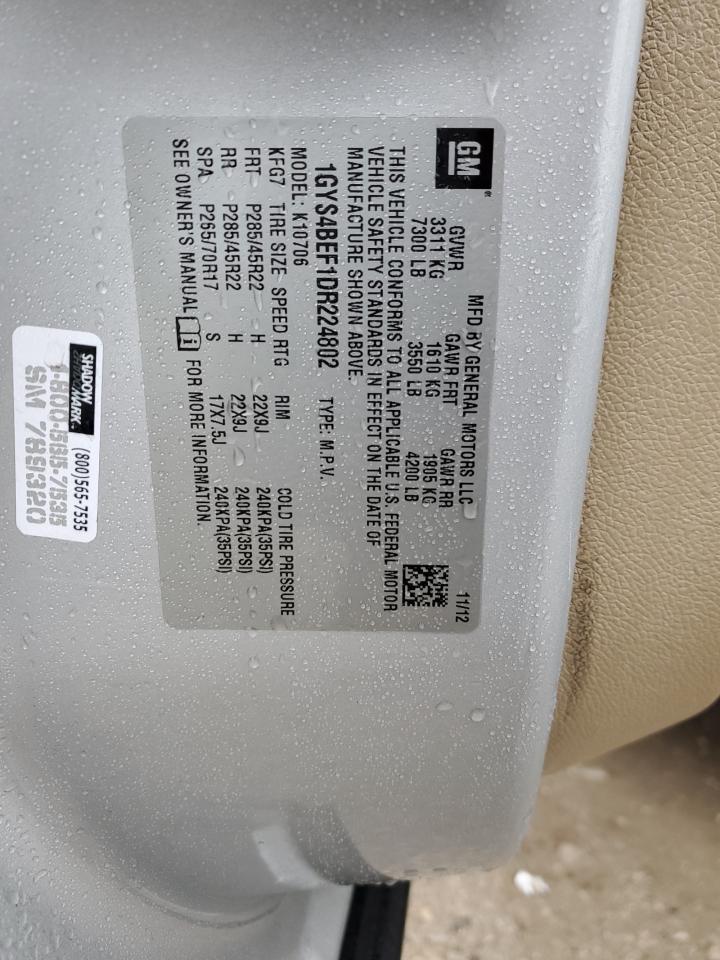 GM
MFD BY GENERAL MOTORS LLC 11/12
GVWR GAWR FRT GAWR RR
3311 KG 1610 KG 1905 KG
7300 LB 3550 LB 4200 LB
THIS VEHICLE CONFORMS TO ALL APPLICABLE U.S. FEDERAL MOTOR
VEHICLE SAFETY STANDARDS IN EFFECT ON THE DATE OF
MANUFACTURE SHOWN ABOVE.
1GYS4BEF1DR224802 TYPE: M.P.V.
MODEL: K10706
KFG7 TIRE SIZE SPEED RTG RIM COLD TIRE PRESSURE
FRT P285/45R22 H 22X9J 240KPA(35PSI)
RR P285/45R22 H 22X9J 240KPA(35PSI)
SPA P265/70R17 S 17X7.5J 240KPA(35PSI)
SEE OWNER'S MANUAL FOR MORE INFORMATION.
SHADOW MARK (800)565-7535
1-800-565-7535